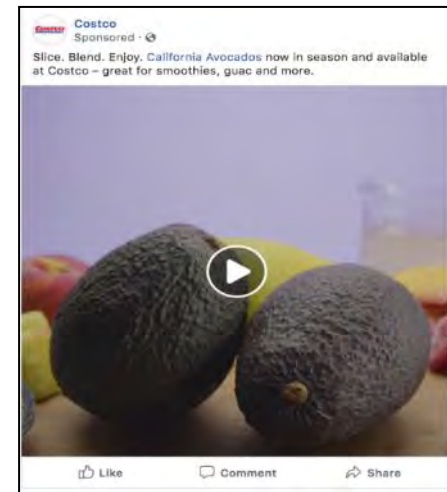 Costco
Sponsored ·
Slice. Blend. Enjoy. California Avocados now in season and available
at Costco – great for smoothies, guac and more.
Like Comment Share